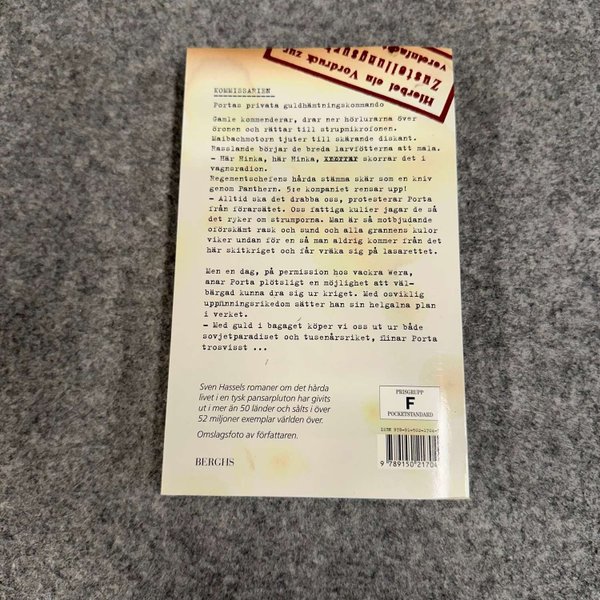 Hierbei ein Vordruck zur
Zustellungsurk
vereinfacht
KOMMISSARIEN
Portas privata guldhämtningskommando
Gamle kommenderar, drar ner hörlurarna över
öronen och rättar till strupmikrofonen.
Maibachmotorn tjuter till skärande diskant.
Rasslande börjar de breda larvfötterna att mala.
- Här Hinka, här Hinka, skorrar det i
vagnsradion.
Regementschefens hårda stämma skär som en kniv
genom Panthern. 5:e kompaniet rensar upp!
- Alltid ska det drabba oss, protesterar Porta
från förarsätet. Oss fattiga kulier jagar de så
det ryker om strumporna. Man är så motbjudande
oförskämt rask och sund och alla grannens kulor
viker undan för en så man aldrig kommer från det
här skitkriget och får vräka sig på lasarettet.
Men en dag, på permission hos vackra Wera,
anar Porta plötsligt en möjlighet att väl-
bärgad kunna dra sig ur kriget. Med osviklig
uppfinningsrikedom sätter han sin helgalna plan
i verket.
- Med guld i bagaget köper vi oss ut ur både
sovjetparadiset och tusenårsriket, flinar Porta
trosvisst ...
Sven Hassels romaner om det hårda
livet i en tysk pansarpluton har givits
ut i mer än 50 länder och sålts i över
52 miljoner exemplar världen över.
Omslagsfoto av författaren.
BERGHS
PRISGRUPP
F
POCKETSTANDARD
9 789150 21704